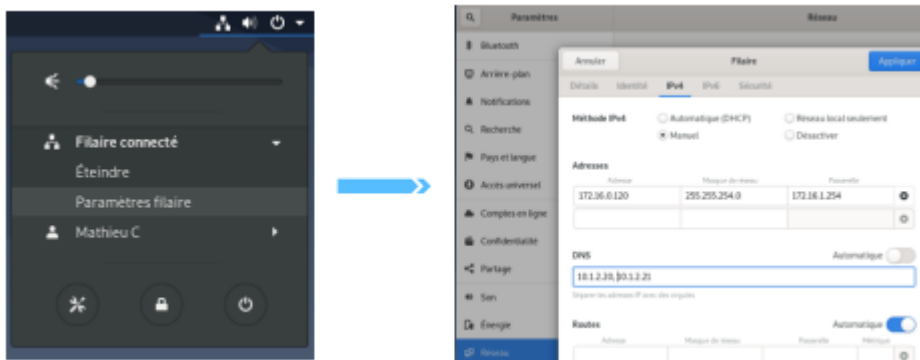 Filaire connecté
Éteindre
Paramètres filaire
Mathieu C
Paramètres
Réseau
Bluetooth
Arrière-plan
Notifications
Recherche
Pays et langue
Accès universel
Comptes en ligne
Confidentialité
Partage
Son
Énergie
Réseau
Annuler
Filaire
Appliquer
Détails Identité IPv4 IPv6 Sécurité
Méthode IPv4
Automatique (DHCP)
Réseau local seulement
Manuel
Désactiver
Adresses
Adresse Masque de réseau Passerelle
172.16.0.120 255.255.254.0 172.16.1.254
DNS
Automatique
10.1.2.20, 10.1.2.21
Séparer les adresses IP avec des virgules
Routes
Automatique
Adresse Masque de réseau Passerelle Métrique